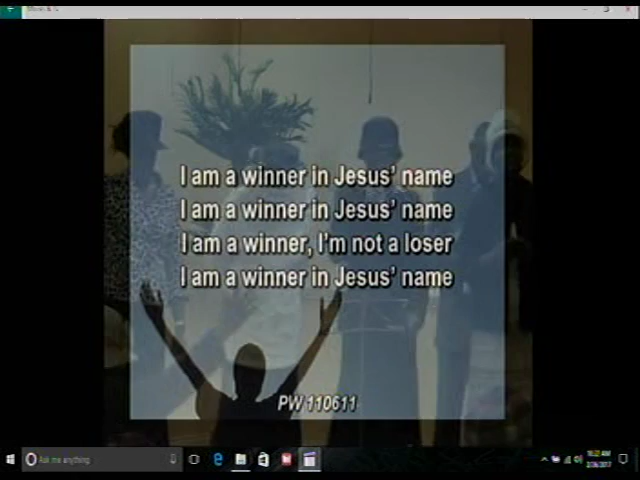 I am a winner in Jesus' name
I am a winner in Jesus' name
I am a winner, I'm not a loser
I am a winner in Jesus' name
PW 110611
Ask me anything